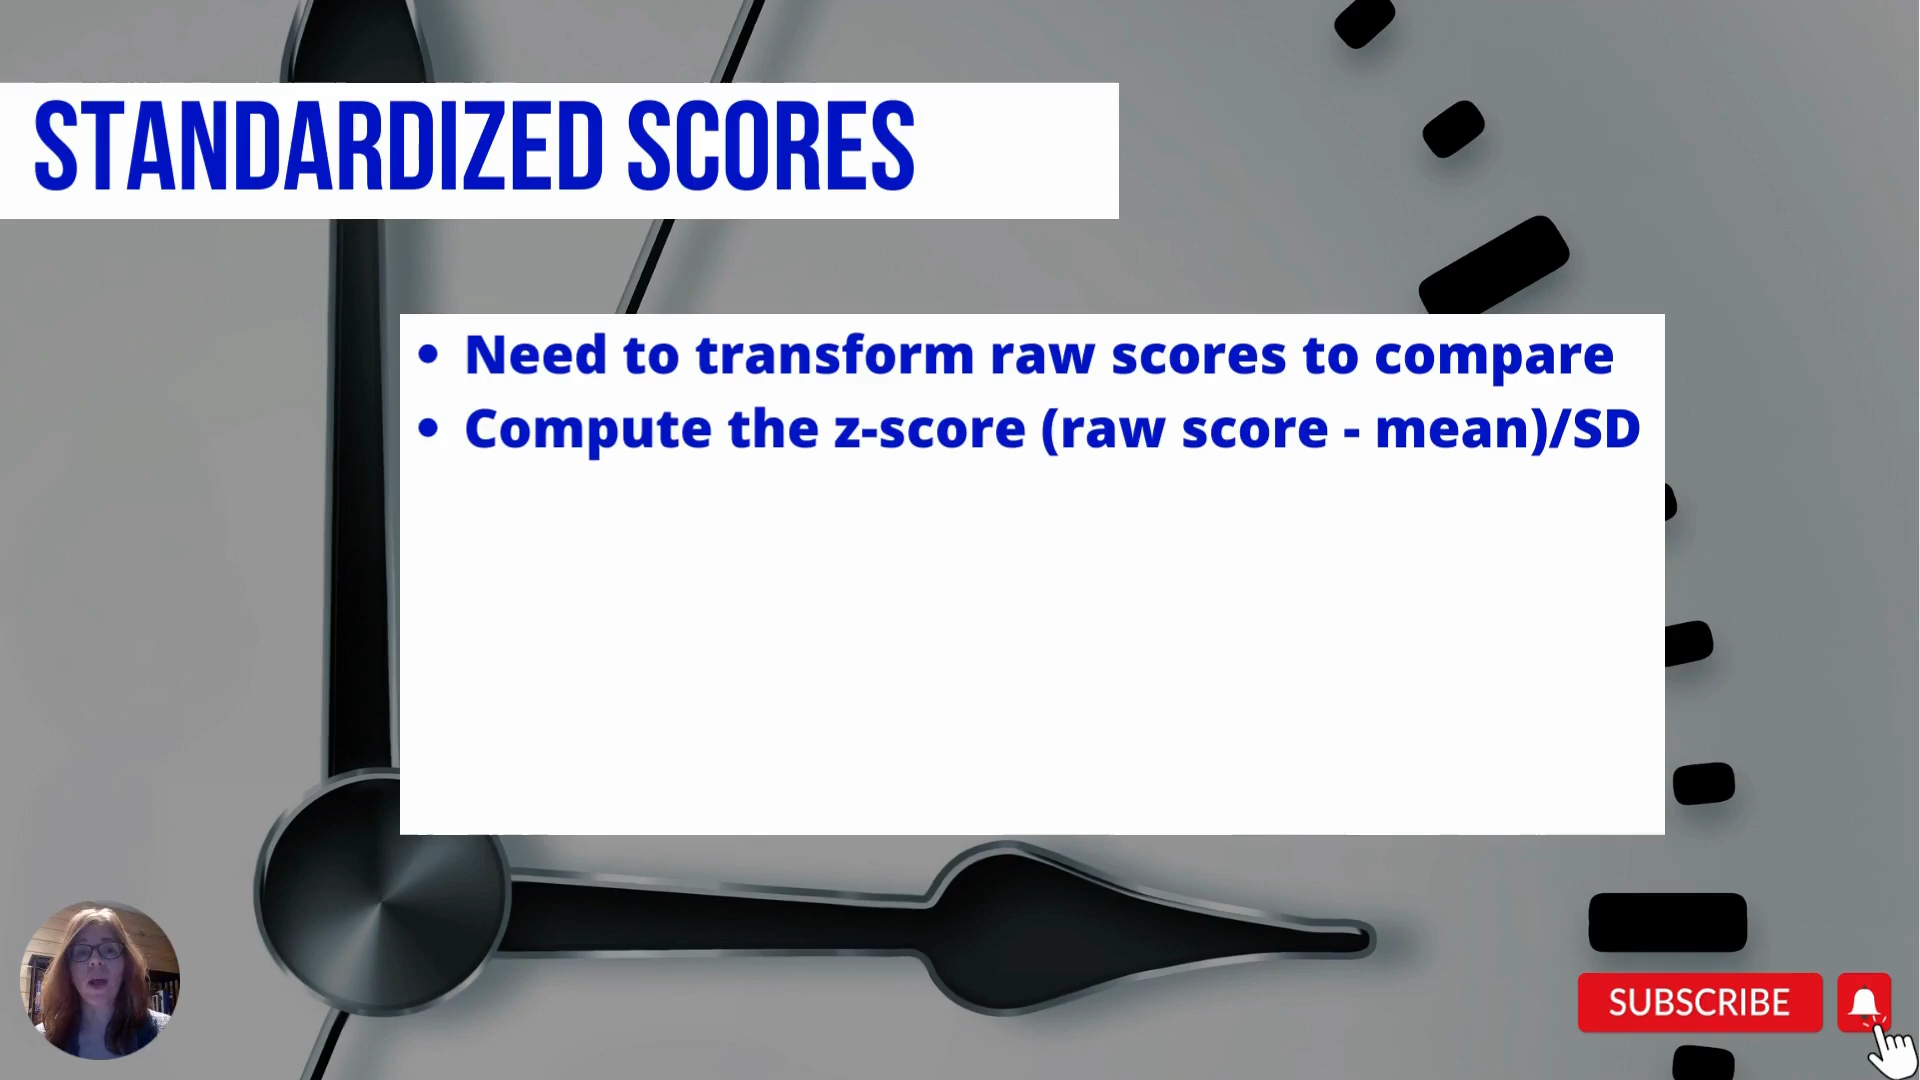 STANDARDIZED SCORES
• Need to transform raw scores to compare
• Compute the z-score (raw score - mean)/SD
SUBSCRIBE